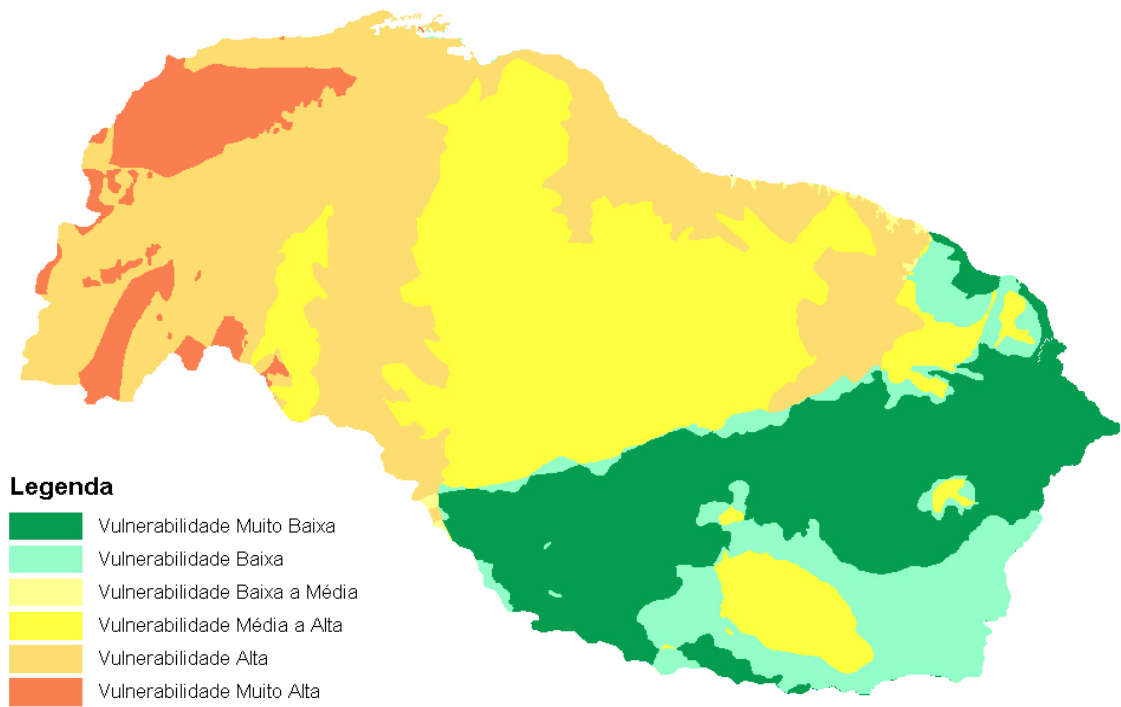 Legenda
Vulnerabilidade Muito Baixa
Vulnerabilidade Baixa
Vulnerabilidade Baixa a Média
Vulnerabilidade Média a Alta
Vulnerabilidade Alta
Vulnerabilidade Muito Alta